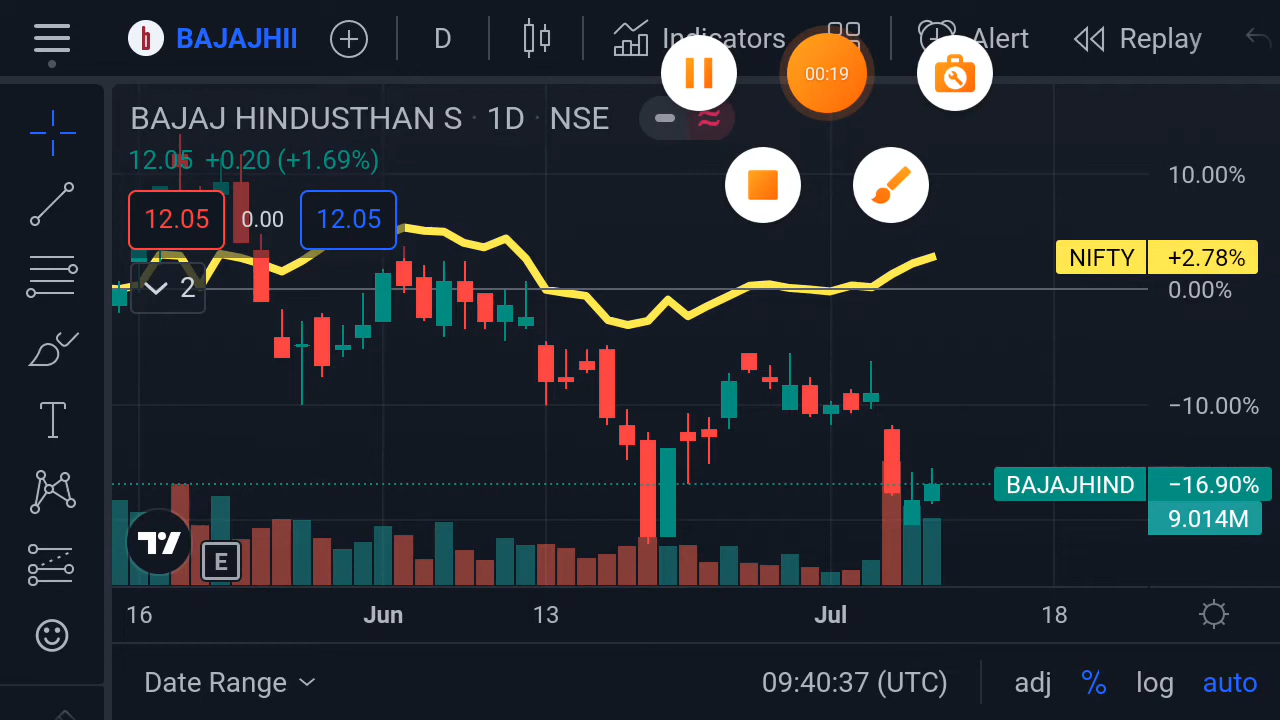 BAJAJHII D Indicators Alert Replay
00:19
BAJAJ HINDUSTHAN S · 1D · NSE
12.05 +0.20 (+1.69%)
12.05 0.00 12.05
2
10.00%
NIFTY +2.78%
0.00%
−10.00%
BAJAJHIND −16.90%
9.014M
E
16 Jun 13 Jul 18
Date Range 09:40:37 (UTC) adj % log auto